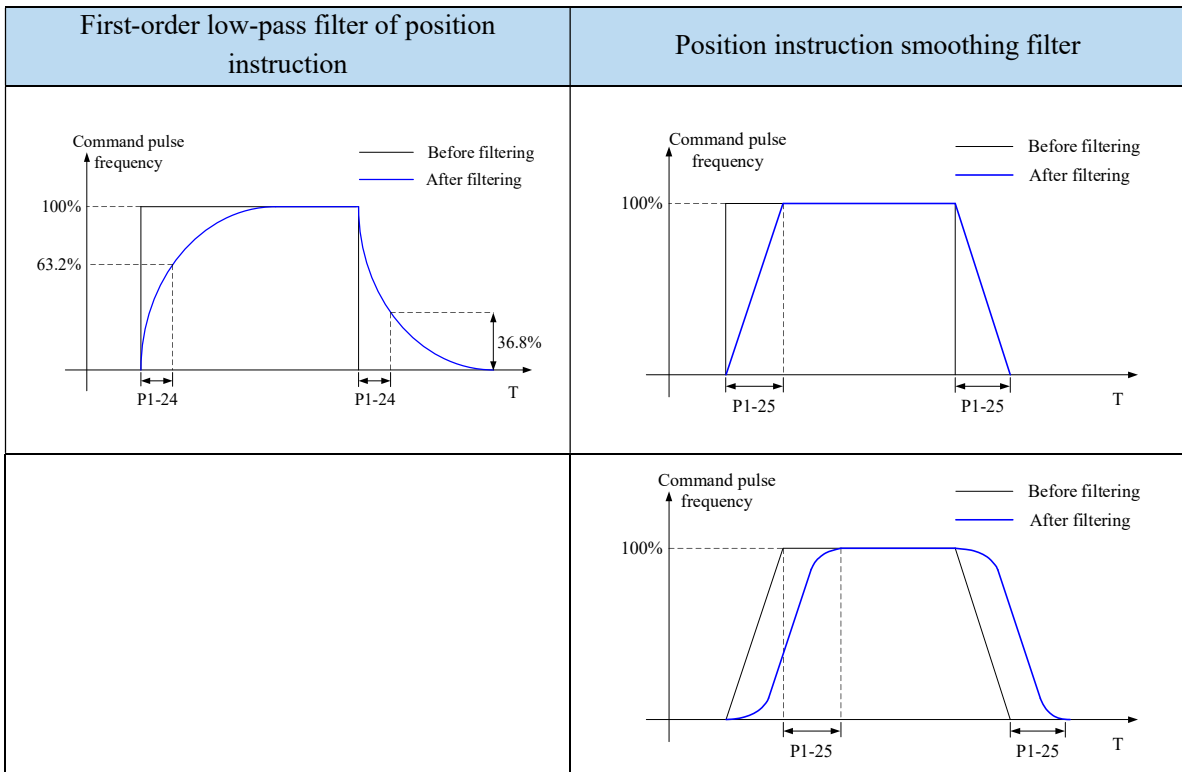 First-order low-pass filter of position
instruction
Position instruction smoothing filter
Command pulse
frequency
Before filtering
After filtering
100%
63.2%
36.8%
P1-24
P1-24
T
Command pulse
frequency
Before filtering
After filtering
100%
P1-25
P1-25
T
Command pulse
frequency
Before filtering
After filtering
100%
P1-25
P1-25
T